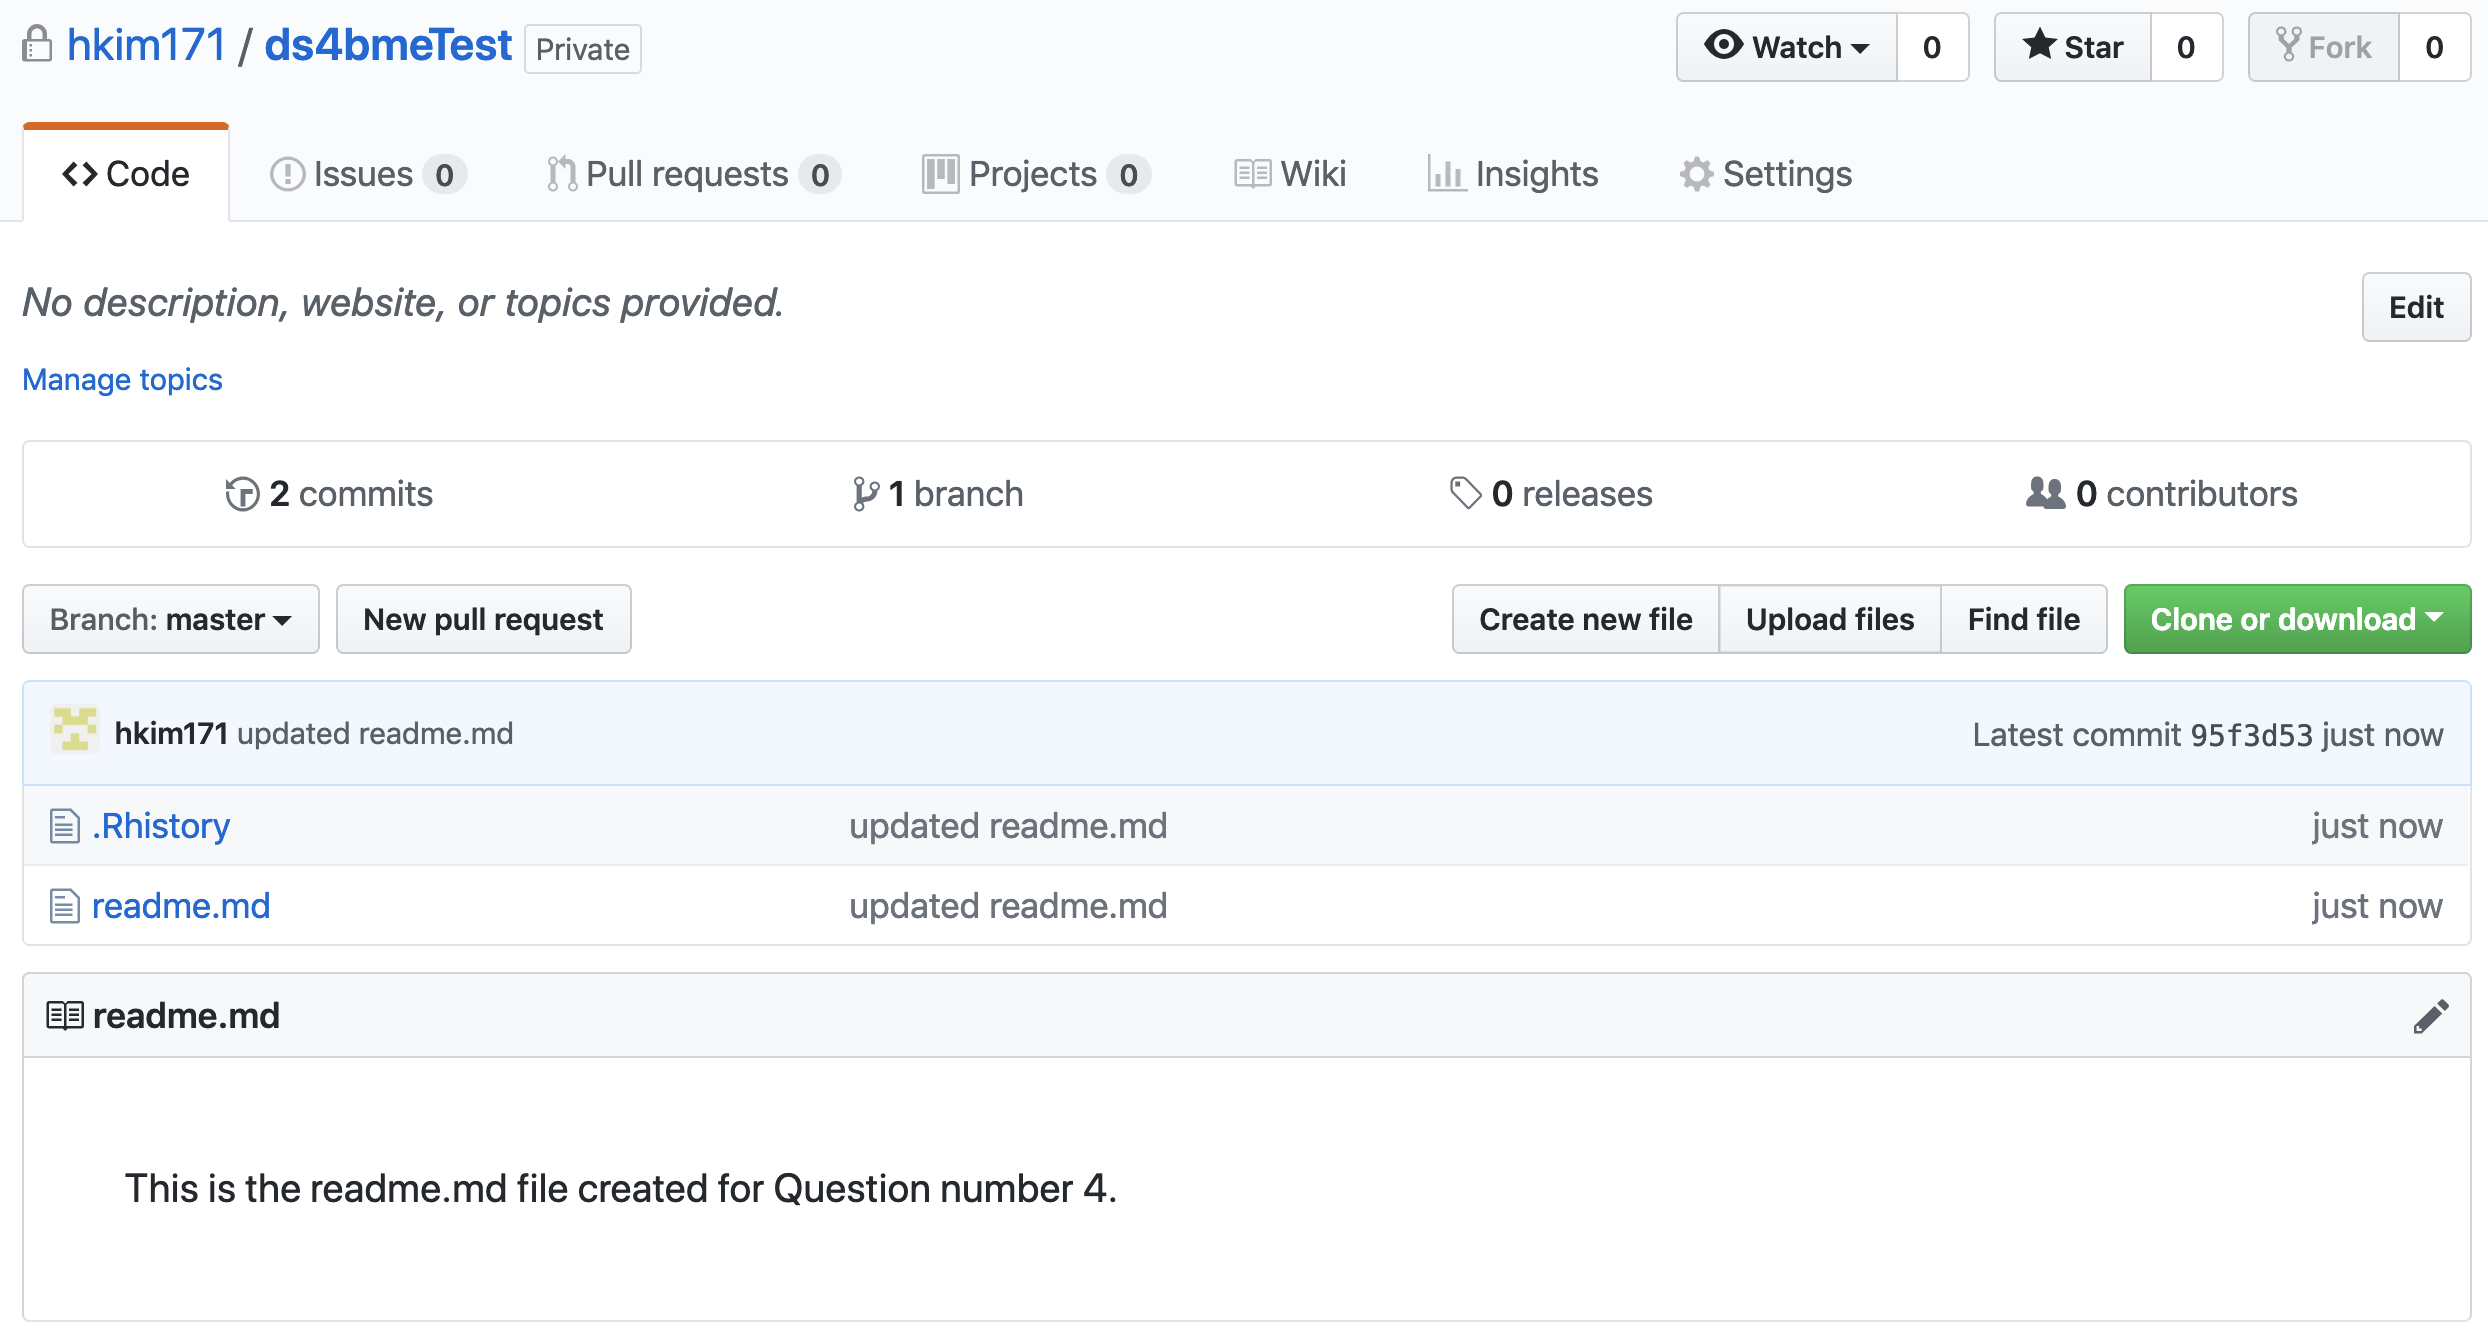 hkim171 / ds4bmeTest Private Watch 0 Star 0 Fork 0
Code Issues 0 Pull requests 0 Projects 0 Wiki Insights Settings
No description, website, or topics provided. Edit
Manage topics
2 commits 1 branch 0 releases 0 contributors
Branch: master New pull request Create new file Upload files Find file Clone or download
hkim171 updated readme.md Latest commit 95f3d53 just now
.Rhistory updated readme.md just now
readme.md updated readme.md just now
readme.md
This is the readme.md file created for Question number 4.